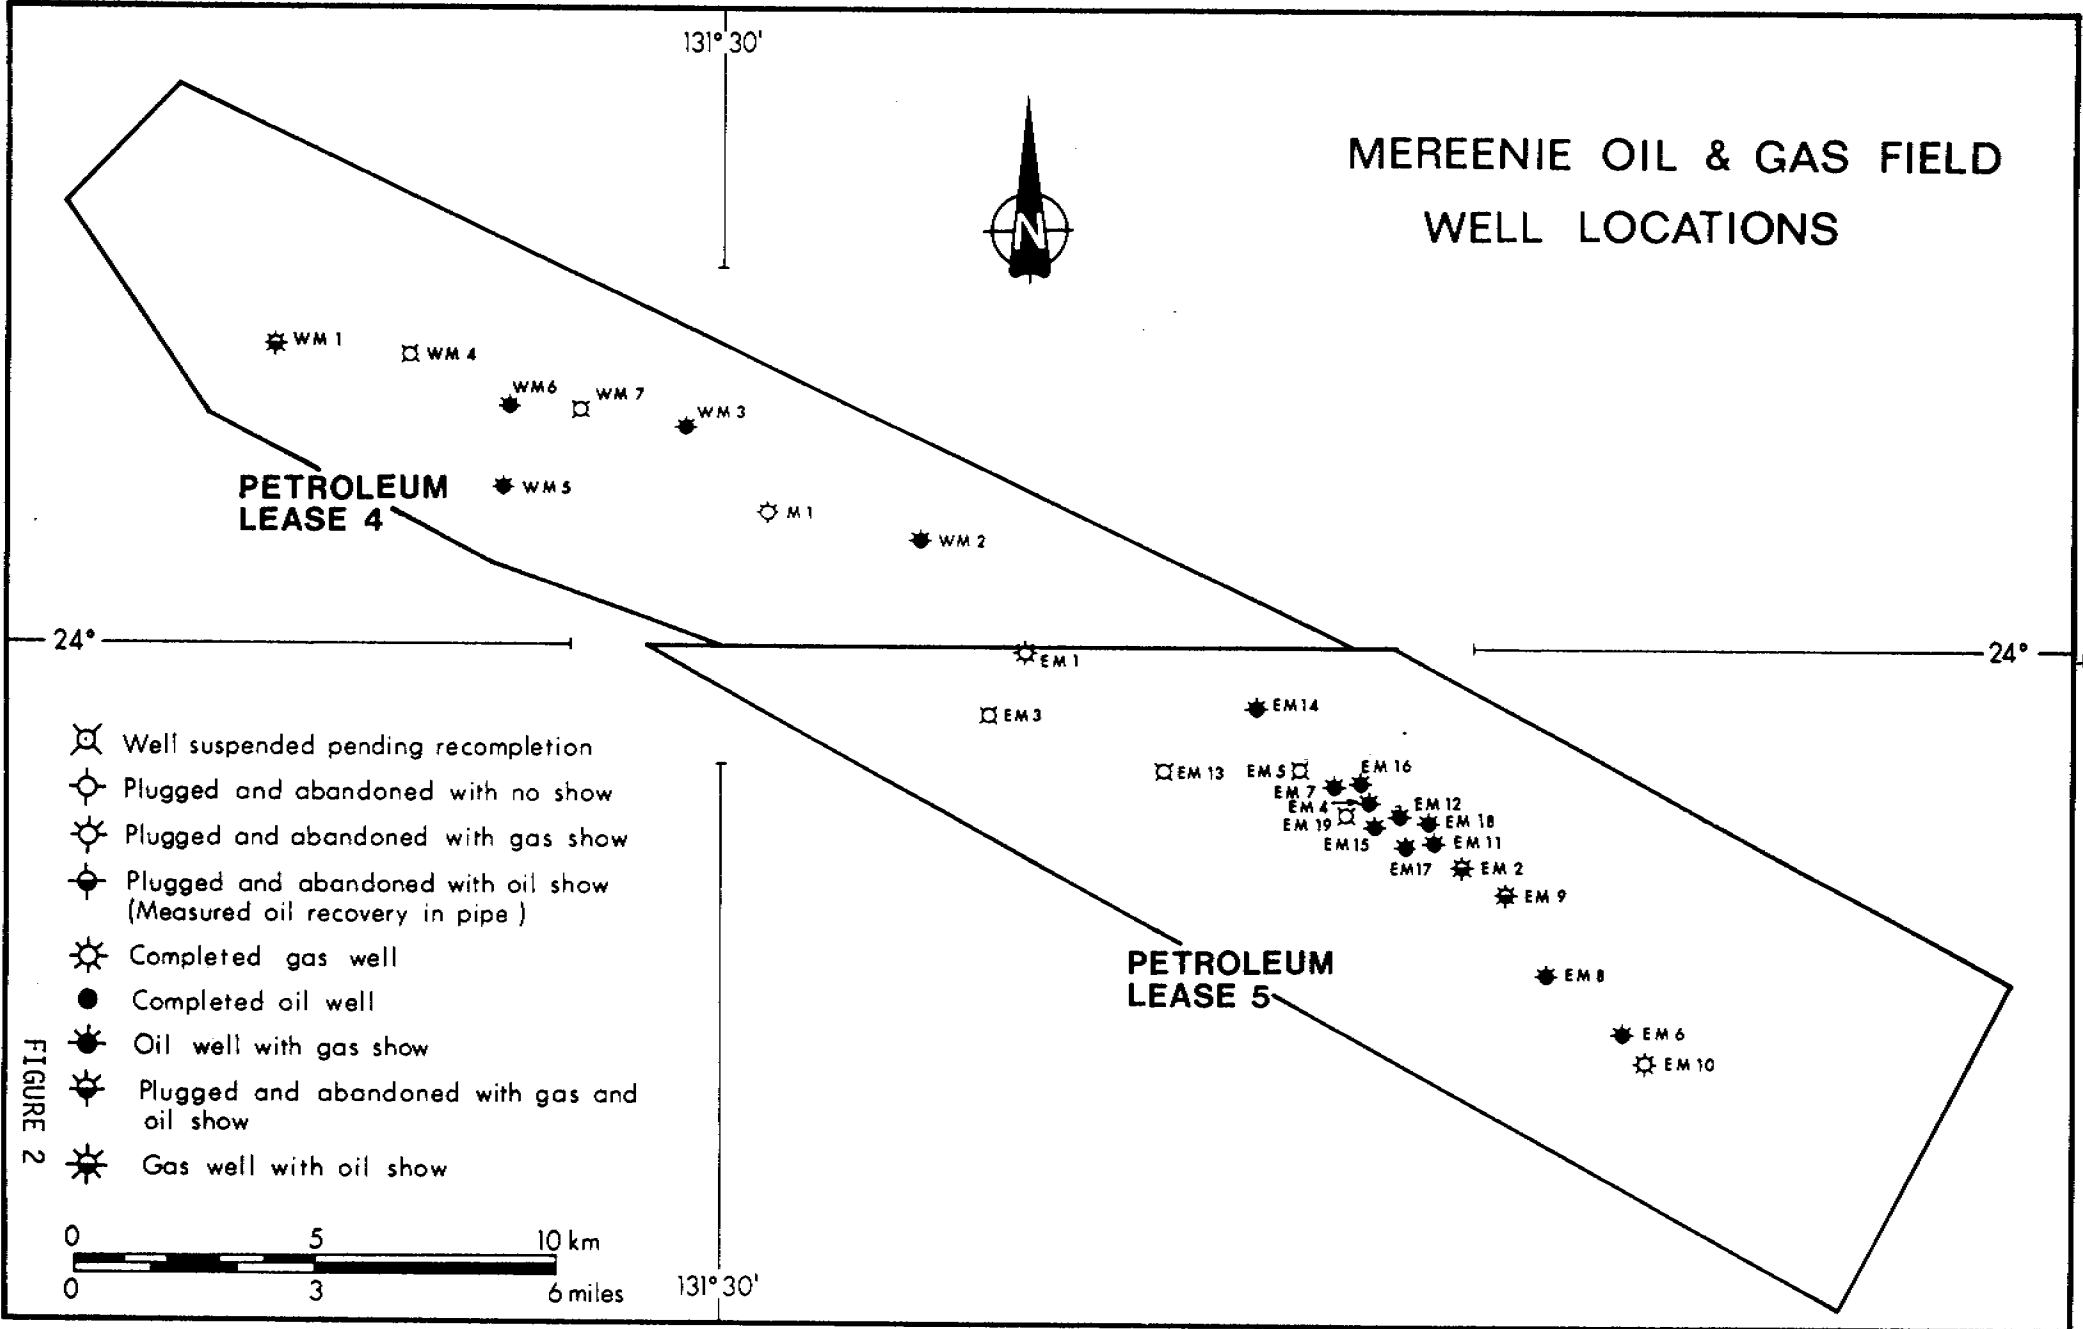 131°30'
MEREENIE OIL & GAS FIELD
WELL LOCATIONS
N
WM 1
WM 4
WM6
WM 7
WM 3
PETROLEUM
LEASE 4
WM 5
M 1
WM 2
24°
24°
EM 1
EM 3
EM14
EM 13
EM 5
EM 16
EM 7
EM 4
EM 12
EM 19
EM 18
EM 15
EM 11
EM17
EM 2
EM 9
PETROLEUM
LEASE 5
EM 8
EM 6
EM 10
Well suspended pending recompletion
Plugged and abandoned with no show
Plugged and abandoned with gas show
Plugged and abandoned with oil show
(Measured oil recovery in pipe )
Completed gas well
Completed oil well
Oil well with gas show
Plugged and abandoned with gas and
oil show
Gas well with oil show
FIGURE 2
0 5 10 km
0 3 6 miles
131°30'